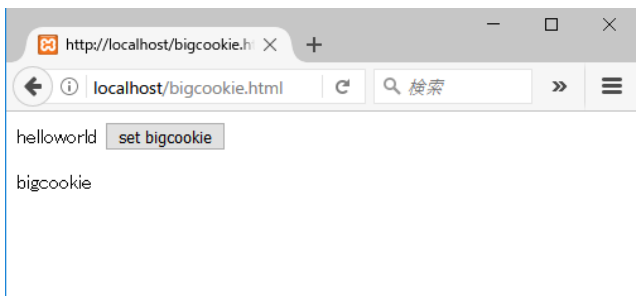 http://localhost/bigcookie.h
localhost/bigcookie.html
検索
helloworld set bigcookie
bigcookie